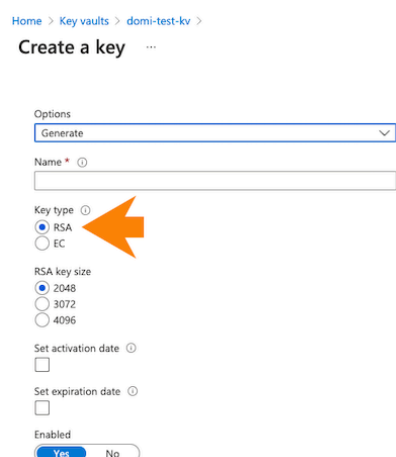 Home > Key vaults > domi-test-kv >
Create a key ...
Options
Generate
Name *
Key type
RSA
EC
RSA key size
2048
3072
4096
Set activation date
Set expiration date
Enabled
Yes No